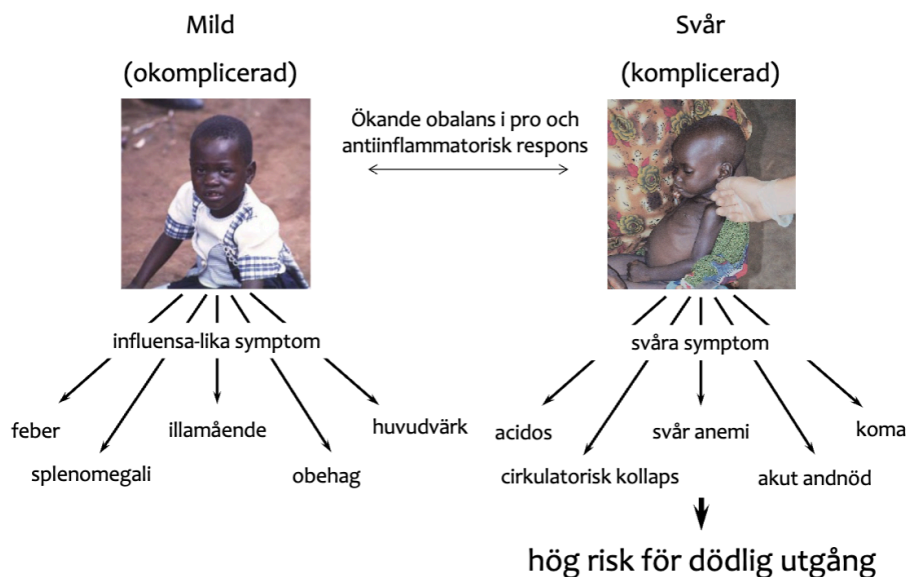 Mild
(okomplicerad)
Svår
(komplicerad)
Ökande obalans i pro och
antiinflammatorisk respons
influensa-lika symptom
feber
illamående
huvudvärk
splenomegali
obehag
svåra symptom
acidos
svår anemi
koma
cirkulatorisk kollaps
akut andnöd
hög risk för dödlig utgång